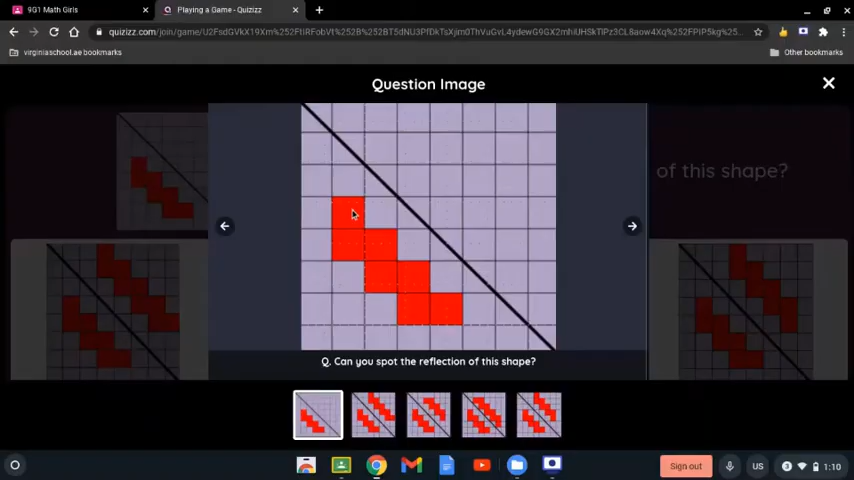 9G1 Math Girls
Playing a Game - Quizizz
virginiaschool.ae bookmarks
Other bookmarks
Question Image
of this shape?
Q. Can you spot the reflection of this shape?
Sign out
US
3
1:10